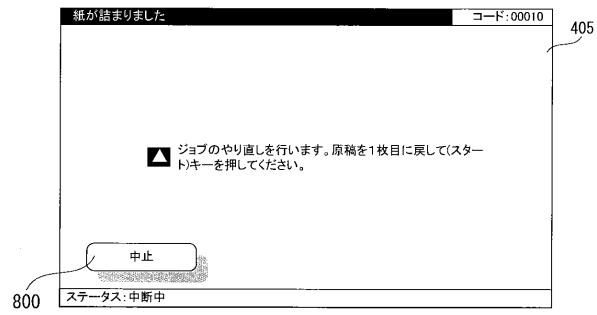 紙が詰まりました
コード:00010
405
ジョブのやり直しを行います。原稿を1枚目に戻して(スター
ト)キーを押してください。
中止
800
ステータス:中断中